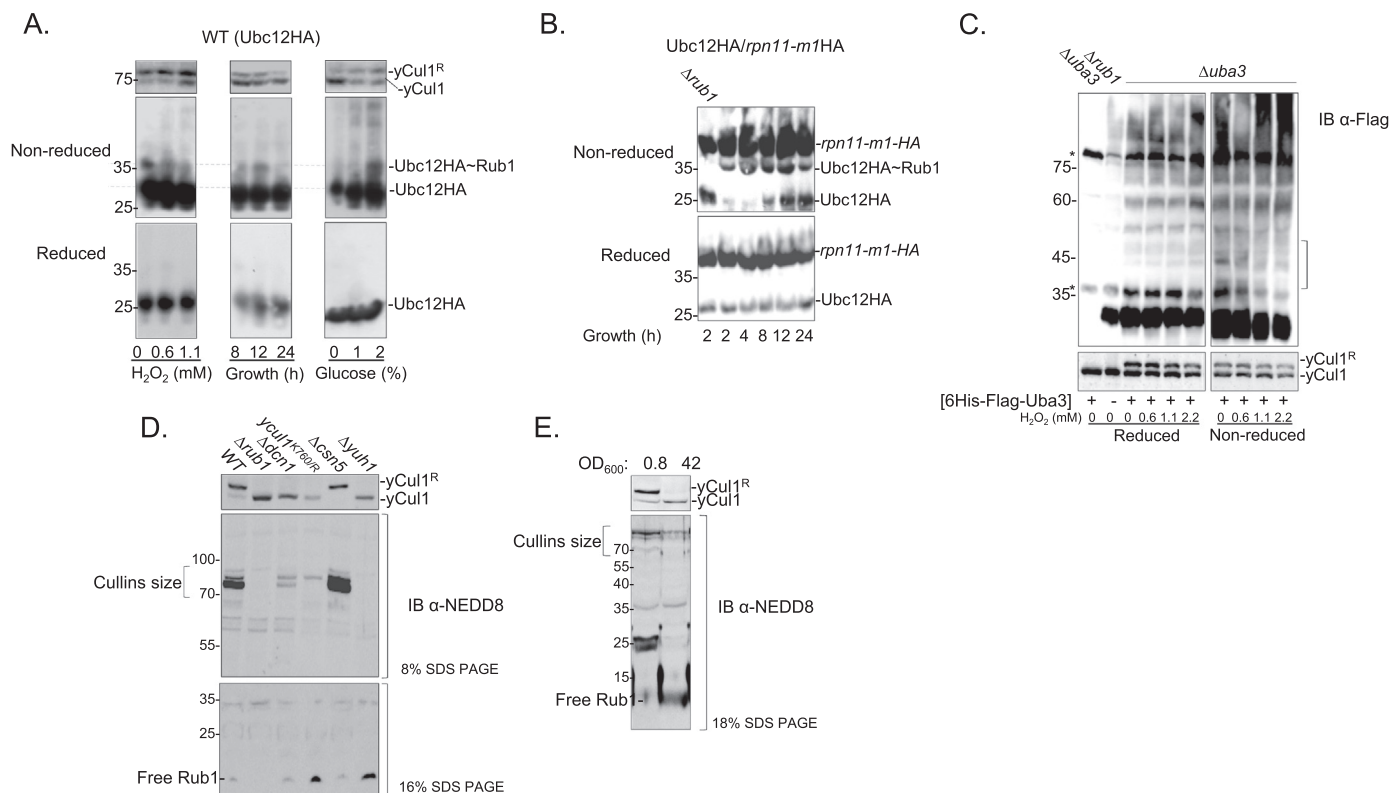 A.
WT (Ubc12HA)
75-
-yCul1ᴿ
-yCul1
Non-reduced
35-
25-
-Ubc12HA~Rub1
-Ubc12HA
Reduced
35-
25-
-Ubc12HA
0 0.6 1.1
8 12 24
0 1 2
H₂O₂ (mM)
Growth (h)
Glucose (%)
B.
Ubc12HA/rpn11-m1HA
Δrub1
Non-reduced
35-
25-
-rpn11-m1-HA
-Ubc12HA~Rub1
-Ubc12HA
Reduced
35-
25-
-rpn11-m1-HA
-Ubc12HA
Growth (h) 2 2 4 8 12 24
C.
Δuba3
Δrub1
Δuba3
IB α-Flag
*
75-
60-
45-
*
35-
-yCul1ᴿ
-yCul1
[6His-Flag-Uba3] + - + + + + + + + +
H₂O₂ (mM) 0 0.6 1.1 2.2 0 0.6 1.1 2.2
Reduced
Non-reduced
D.
WT
Δrub1
Δdcn1
ycul1ᴷ⁷⁶⁰/ᴿ
Δcsn5
Δyuh1
-yCul1ᴿ
-yCul1
100-
Cullins size
70-
55-
IB α-NEDD8
8% SDS PAGE
35-
25-
Free Rub1-
16% SDS PAGE
E.
OD₆₀₀: 0.8 42
-yCul1ᴿ
-yCul1
Cullins size
70-
55-
40-
35-
25-
15-
Free Rub1-
IB α-NEDD8
18% SDS PAGE